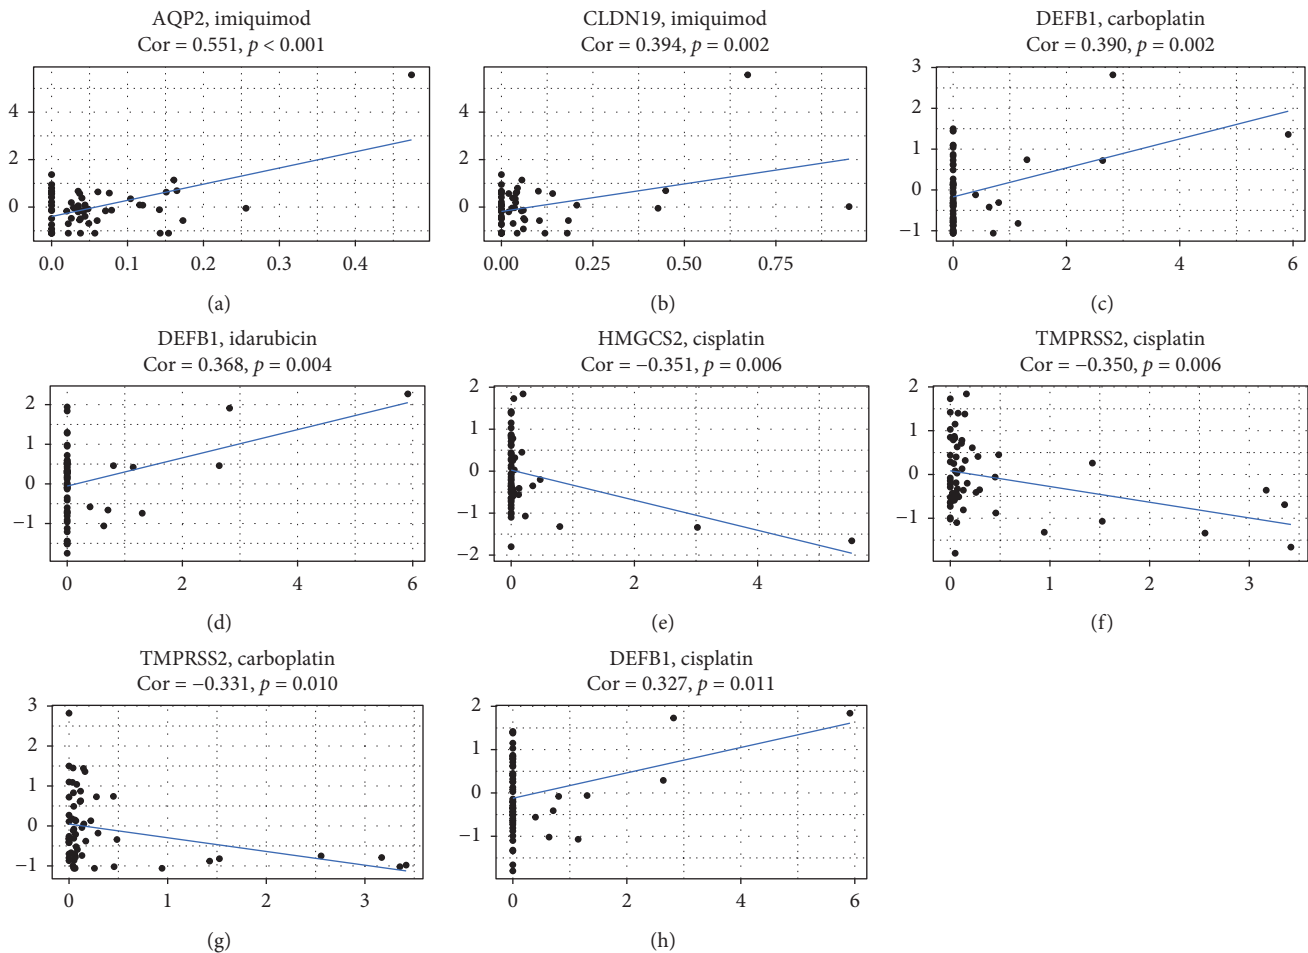 AQP2, imiquimod
Cor = 0.551, p < 0.001
4
2
0
0.0 0.1 0.2 0.3 0.4
(a)
CLDN19, imiquimod
Cor = 0.394, p = 0.002
4
2
0
0.00 0.25 0.50 0.75
(b)
DEFB1, carboplatin
Cor = 0.390, p = 0.002
3
2
1
0
−1
0 2 4 6
(c)
DEFB1, idarubicin
Cor = 0.368, p = 0.004
2
1
0
−1
0 2 4 6
(d)
HMGCS2, cisplatin
Cor = −0.351, p = 0.006
2
1
0
−1
−2
0 2 4
(e)
TMPRSS2, cisplatin
Cor = −0.350, p = 0.006
2
1
0
−1
0 1 2 3
(f)
TMPRSS2, carboplatin
Cor = −0.331, p = 0.010
3
2
1
0
−1
0 1 2 3
(g)
DEFB1, cisplatin
Cor = 0.327, p = 0.011
2
1
0
−1
0 2 4 6
(h)